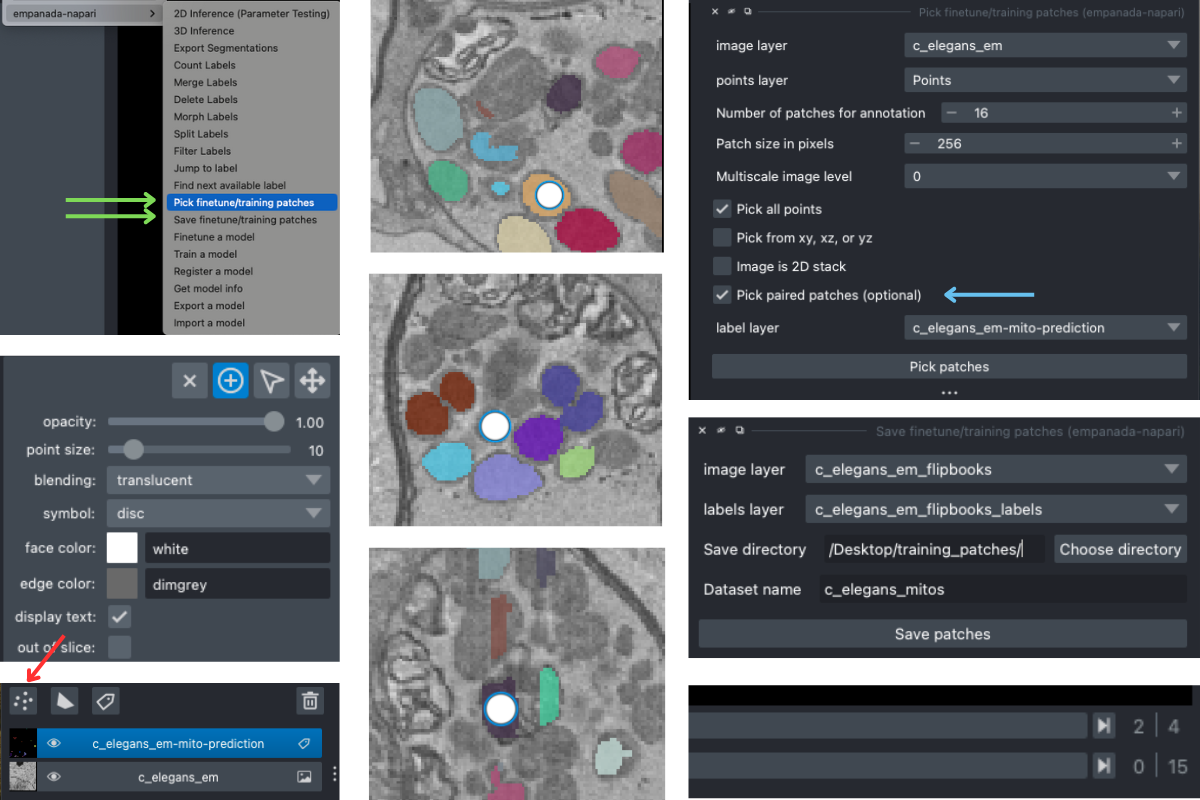 empanada-napari
2D Inference (Parameter Testing)
3D Inference
Export Segmentations
Count Labels
Merge Labels
Delete Labels
Morph Labels
Split Labels
Filter Labels
Jump to label
Find next available label
Pick finetune/training patches
Save finetune/training patches
Finetune a model
Train a model
Register a model
Get model info
Export a model
Import a model
opacity: 1.00
point size: 10
blending: translucent
symbol: disc
face color: white
edge color: dimgrey
display text:
out of slice:
c_elegans_em-mito-prediction
c_elegans_em
Pick finetune/training patches (empanada-napari)
image layer c_elegans_em
points layer Points
Number of patches for annotation − 16 +
Patch size in pixels − 256 +
Multiscale image level 0
Pick all points
Pick from xy, xz, or yz
Image is 2D stack
Pick paired patches (optional)
label layer c_elegans_em-mito-prediction
Pick patches
Save finetune/training patches (empanada-napari)
image layer c_elegans_em_flipbooks
labels layer c_elegans_em_flipbooks_labels
Save directory /Desktop/training_patches/ Choose directory
Dataset name c_elegans_mitos
Save patches
2 | 4
0 | 15